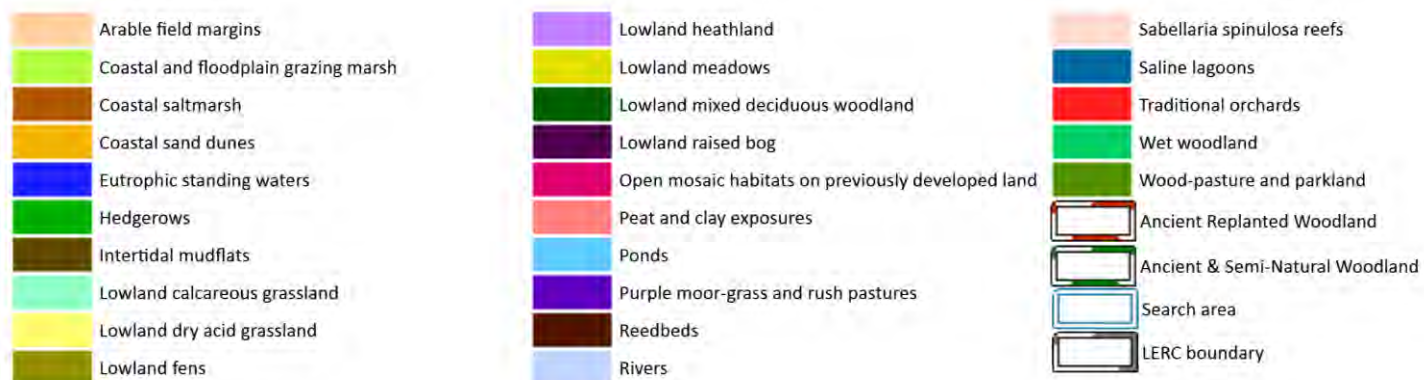 Arable field margins
Coastal and floodplain grazing marsh
Coastal saltmarsh
Coastal sand dunes
Eutrophic standing waters
Hedgerows
Intertidal mudflats
Lowland calcareous grassland
Lowland dry acid grassland
Lowland fens
Lowland heathland
Lowland meadows
Lowland mixed deciduous woodland
Lowland raised bog
Open mosaic habitats on previously developed land
Peat and clay exposures
Ponds
Purple moor-grass and rush pastures
Reedbeds
Rivers
Sabellaria spinulosa reefs
Saline lagoons
Traditional orchards
Wet woodland
Wood-pasture and parkland
Ancient Replanted Woodland
Ancient & Semi-Natural Woodland
Search area
LERC boundary